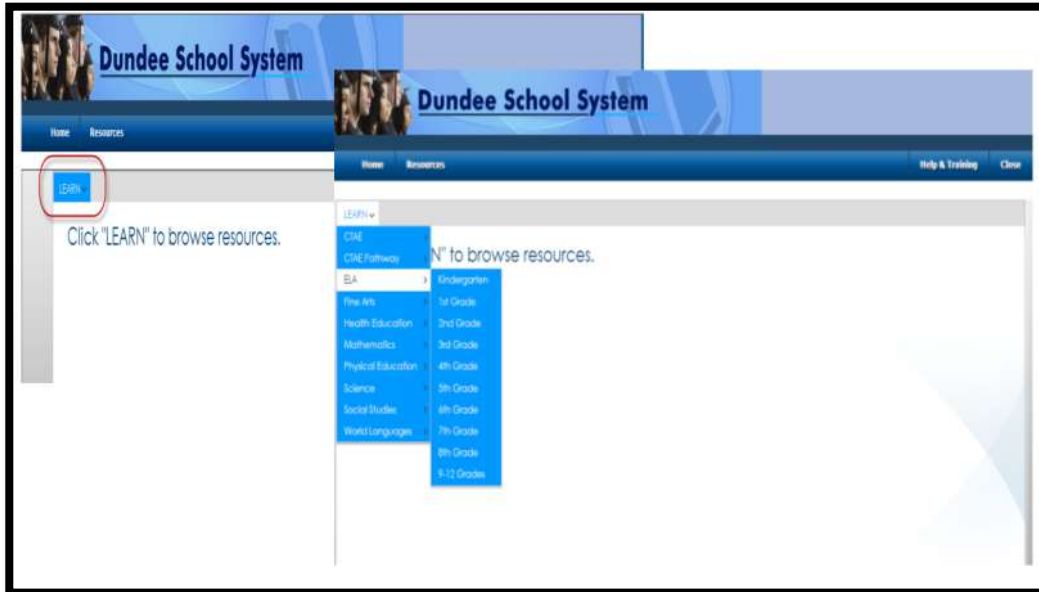 Dundee School System
Home Resources
LEARN
Click "LEARN" to browse resources.
Dundee School System
Home Resources Help & Training Close
LEARN
CTAE
CTAE Pathway
N" to browse resources.
ELA
Fine Arts
Health Education
Mathematics
Physical Education
Science
Social Studies
World Languages
Kindergarten
1st Grade
2nd Grade
3rd Grade
4th Grade
5th Grade
6th Grade
7th Grade
8th Grade
9-12 Grades